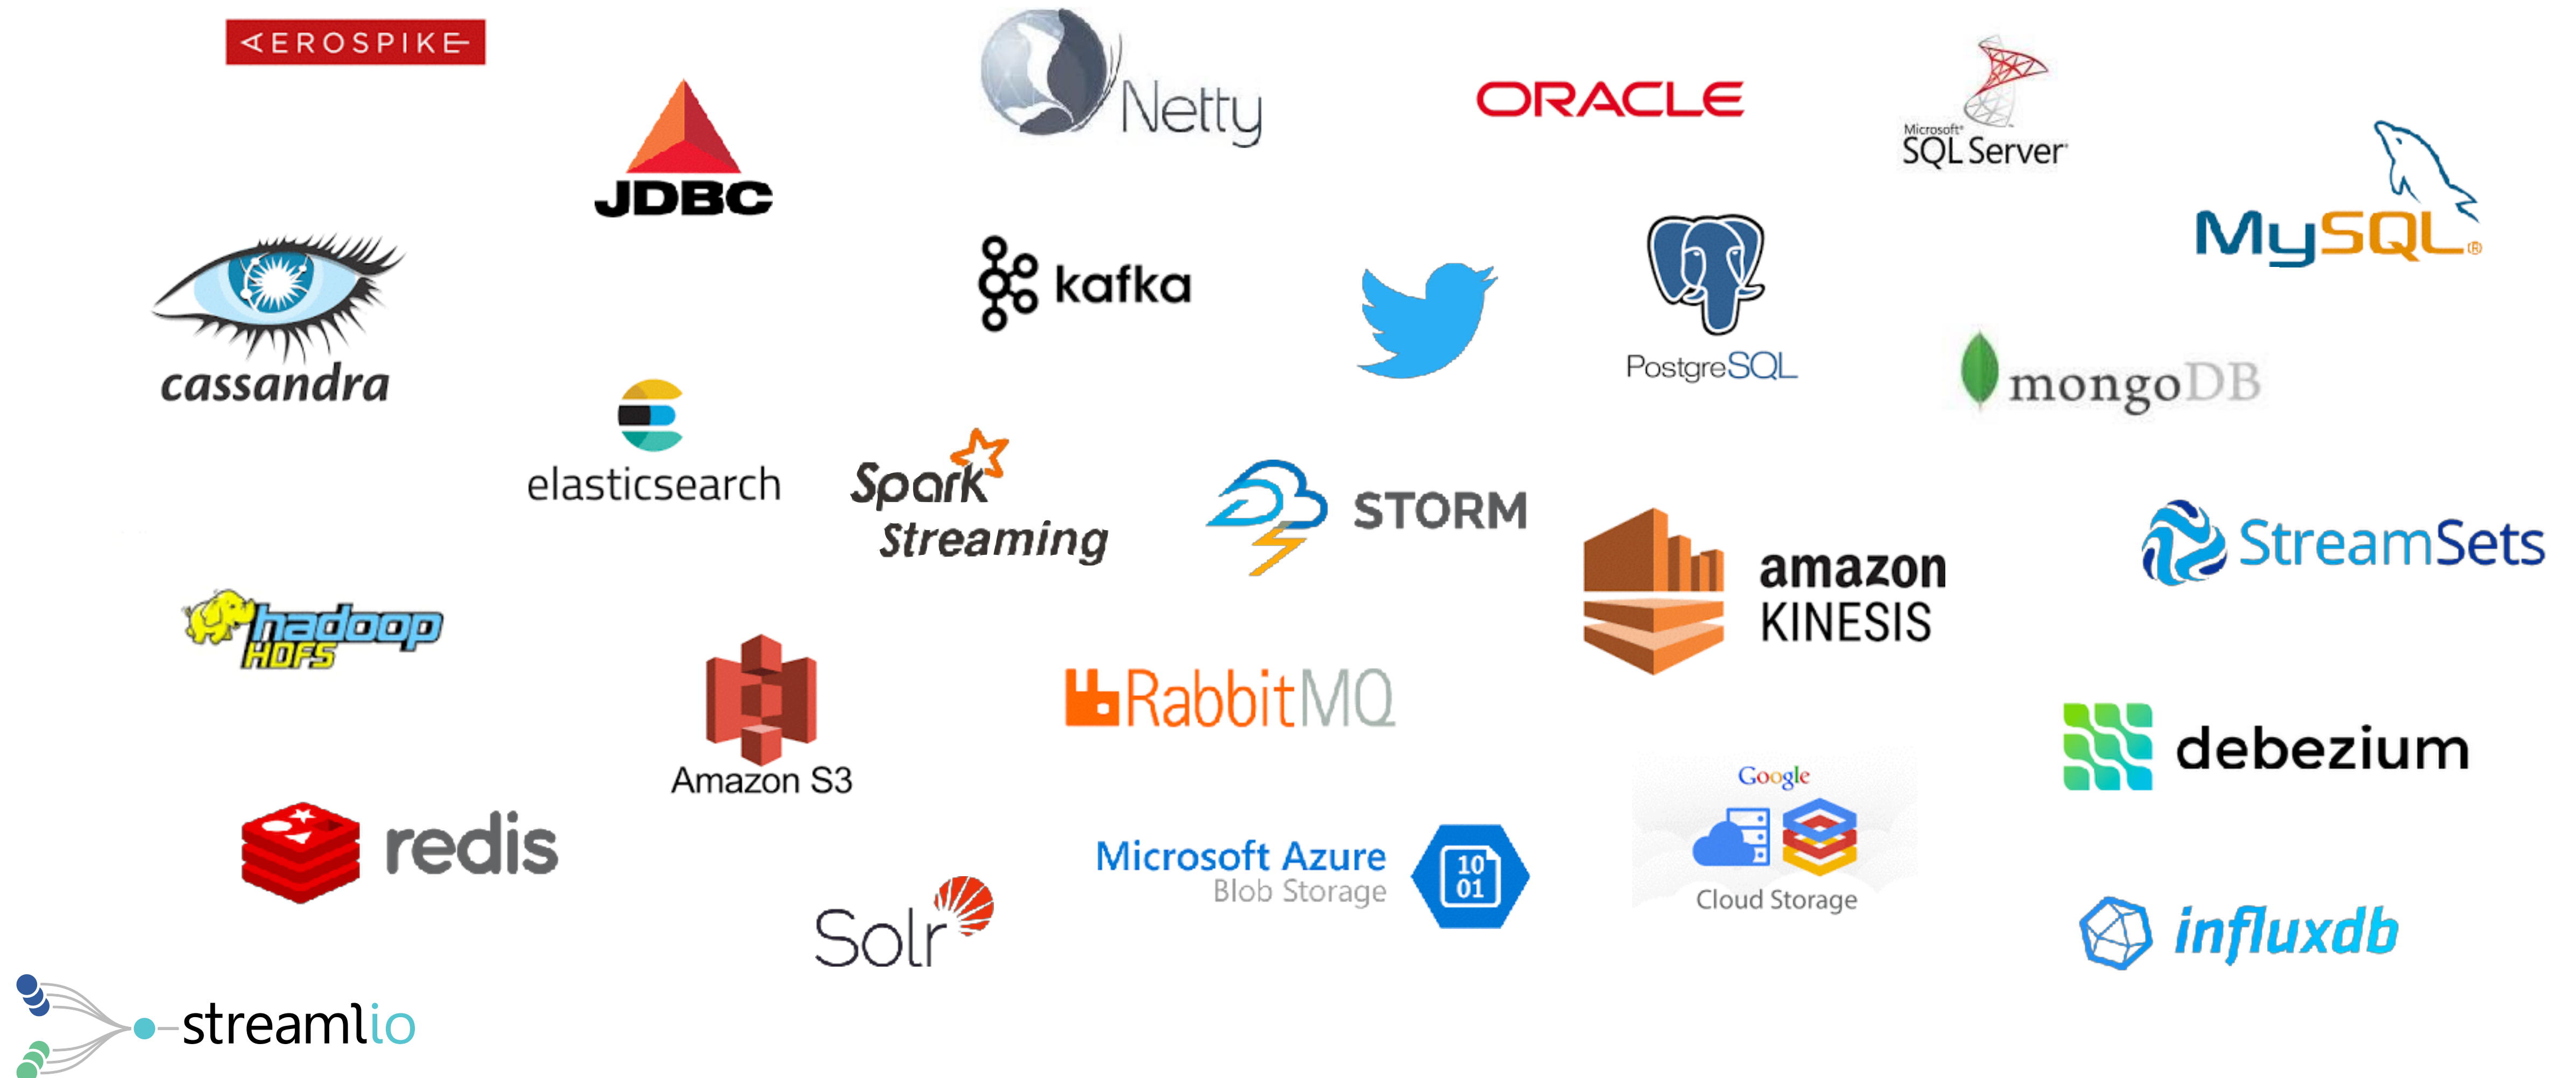 AEROSPIKE
JDBC
Netty
ORACLE
Microsoft®
SQL Server®
MySQL®
cassandra
kafka
PostgreSQL
mongoDB
elasticsearch
Spark
Streaming
STORM
amazon
KINESIS
StreamSets
hadoop
HDFS
Amazon S3
RabbitMQ
debezium
redis
Solr
Microsoft Azure
Blob Storage
10
01
Google
Cloud Storage
influxdb
streamlio